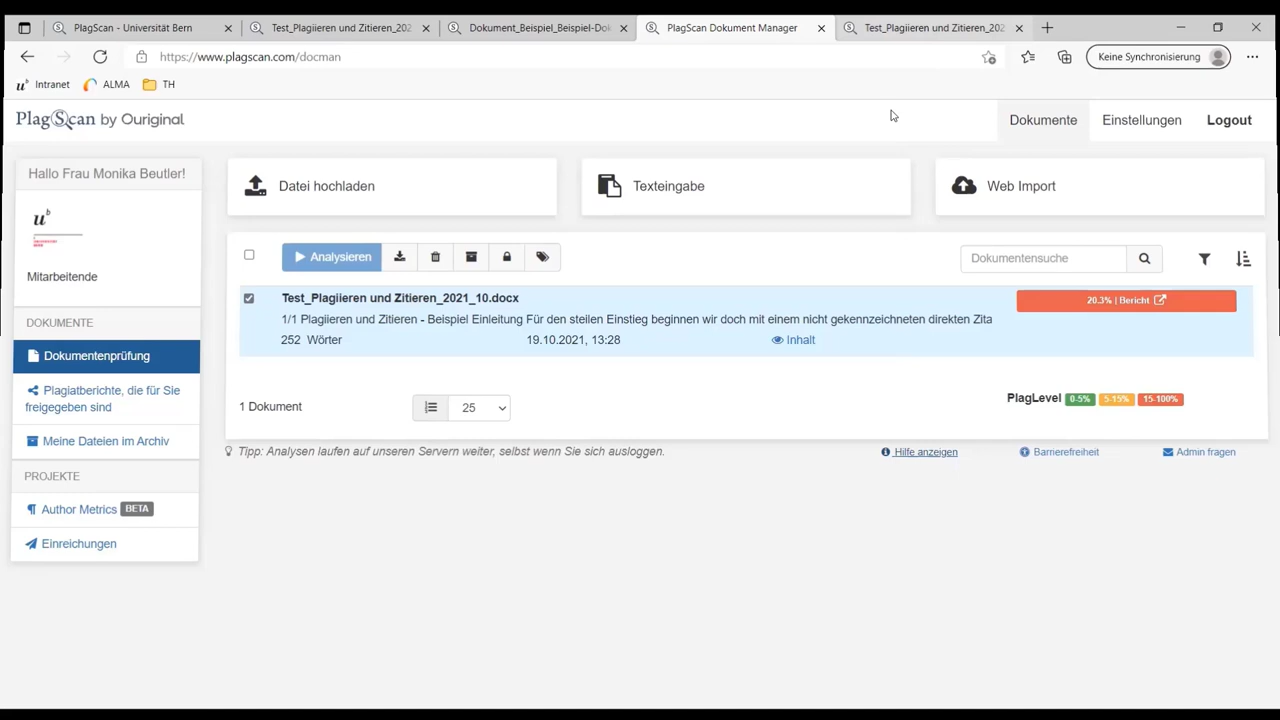 PlagScan - Universität Bern
Test_Plagiieren und Zitieren_202
Dokument_Beispiel_Beispiel-Dok
PlagScan Dokument Manager
Test_Plagiieren und Zitieren_202
https://www.plagscan.com/docman
Keine Synchronisierung
u^b Intranet
ALMA
TH
PlagScan by Ouriginal
Dokumente
Einstellungen
Logout
Hallo Frau Monika Beutler!
u^b
Mitarbeitende
DOKUMENTE
Dokumentenprüfung
Plagiatberichte, die für Sie
freigegeben sind
Meine Dateien im Archiv
PROJEKTE
Author Metrics BETA
Einreichungen
Datei hochladen
Texteingabe
Web Import
Analysieren
Dokumentensuche
Test_Plagiieren und Zitieren_2021_10.docx
20.3% | Bericht
1/1 Plagiieren und Zitieren - Beispiel Einleitung Für den steilen Einstieg beginnen wir doch mit einem nicht gekennzeichneten direkten Zita
252 Wörter
19.10.2021, 13:28
Inhalt
1 Dokument
25
PlagLevel 0-5% 5-15% 15-100%
Tipp: Analysen laufen auf unseren Servern weiter, selbst wenn Sie sich ausloggen.
Hilfe anzeigen
Barrierefreiheit
Admin fragen